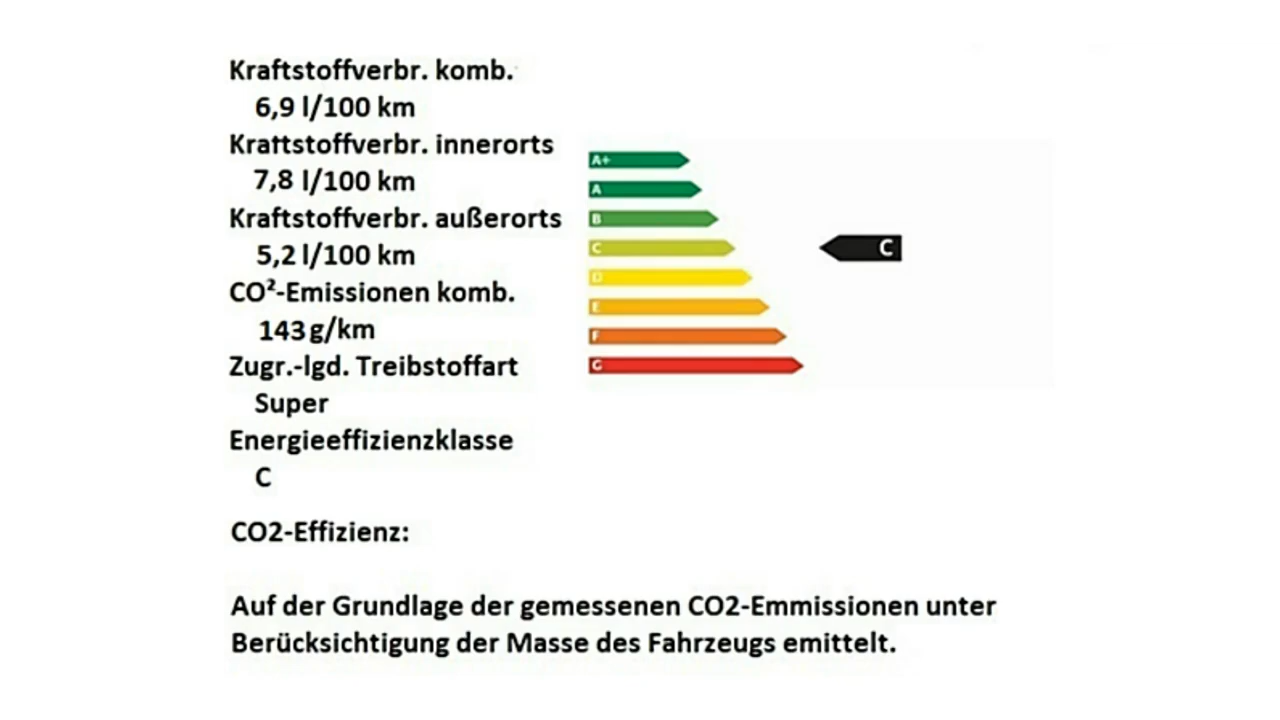 Kraftstoffverbr. komb.
6,9 l/100 km
Krattstoffverbr. innerorts
7,8 l/100 km
Kraftstoffverbr. außerorts
5,2 l/100 km
CO²-Emissionen komb.
143 g/km
Zugr.-lgd. Treibstoffart
Super
Energieeffizienzklasse
C
A+
A
B
C
D
E
F
G
C
CO2-Effizienz:
Auf der Grundlage der gemessenen CO2-Emmissionen unter
Berücksichtigung der Masse des Fahrzeugs emittelt.